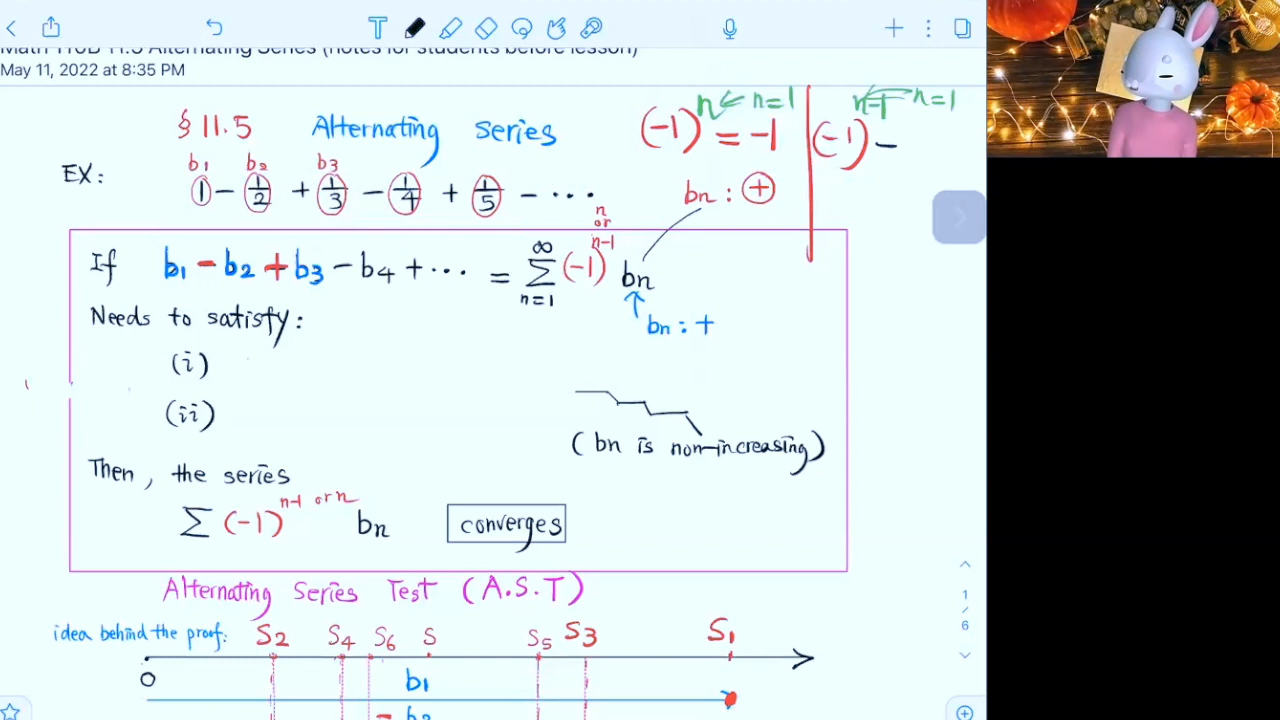 Math 110B 11.5 Alternating Series (notes for students before lesson)
May 11, 2022 at 8:35 PM
§ 11.5 Alternating Series
(-1)^n ← n=1 = -1
(-1)^n-1 ← n=1 -
b1 b2 b3
EX: 1 - 1/2 + 1/3 - 1/4 + 1/5 - ...
bn : +
If b1 - b2 + b3 - b4 + ... = ∑ n=1 ∞ (-1)^n or n-1 bn
bn : +
Needs to satisfy:
(i)
(ii)
(bn is non-increasing)
Then, the series
∑ (-1)^n-1 or n bn converges
Alternating Series Test (A.S.T)
idea behind the proof: S2 S4 S6 S S5 S3 S1
0
b1
- b2
1
/
6